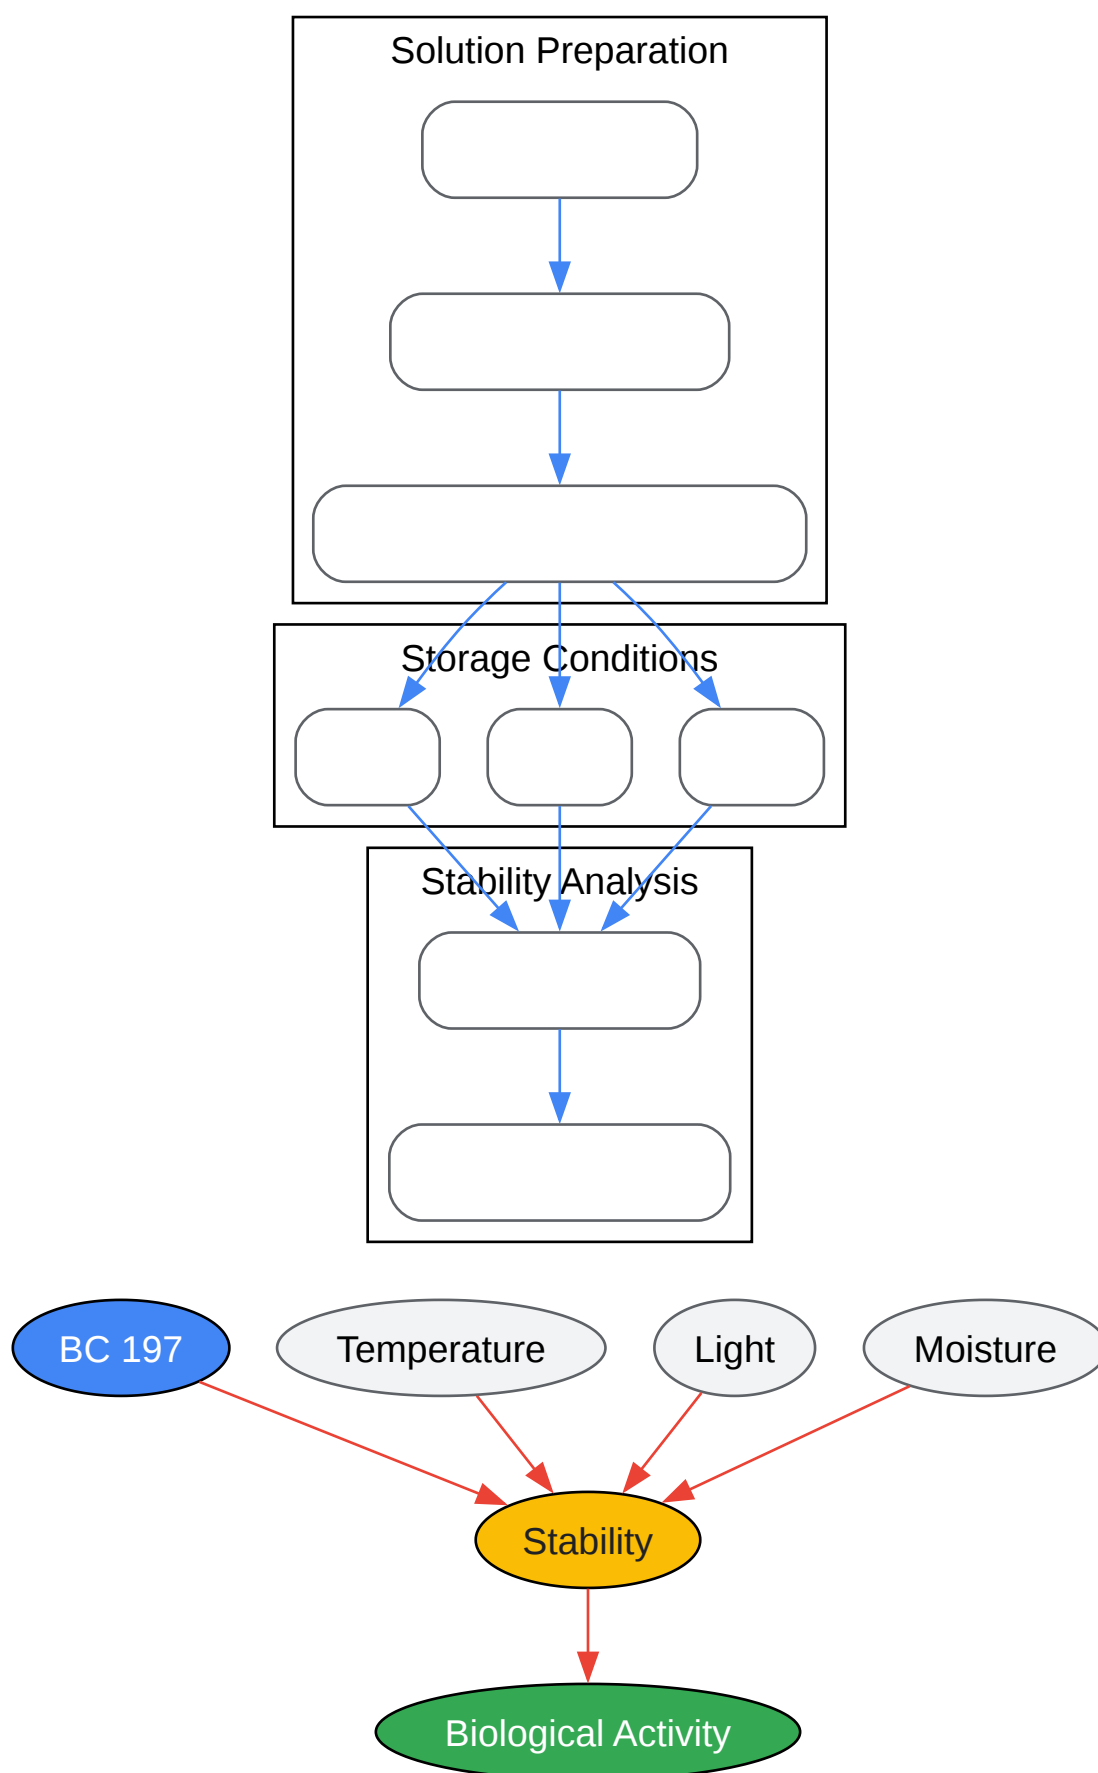 Solution Preparation
Storage Conditions
Stability Analysis
BC 197
Temperature
Light
Moisture
Stability
Biological Activity